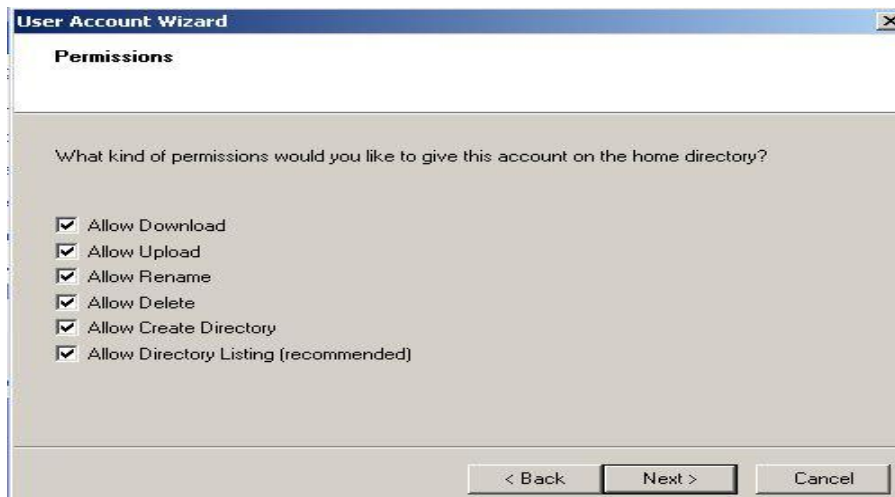 User Account Wizard
Permissions
What kind of permissions would you like to give this account on the home directory?
Allow Download
Allow Upload
Allow Rename
Allow Delete
Allow Create Directory
Allow Directory Listing (recommended)
< Back Next > Cancel